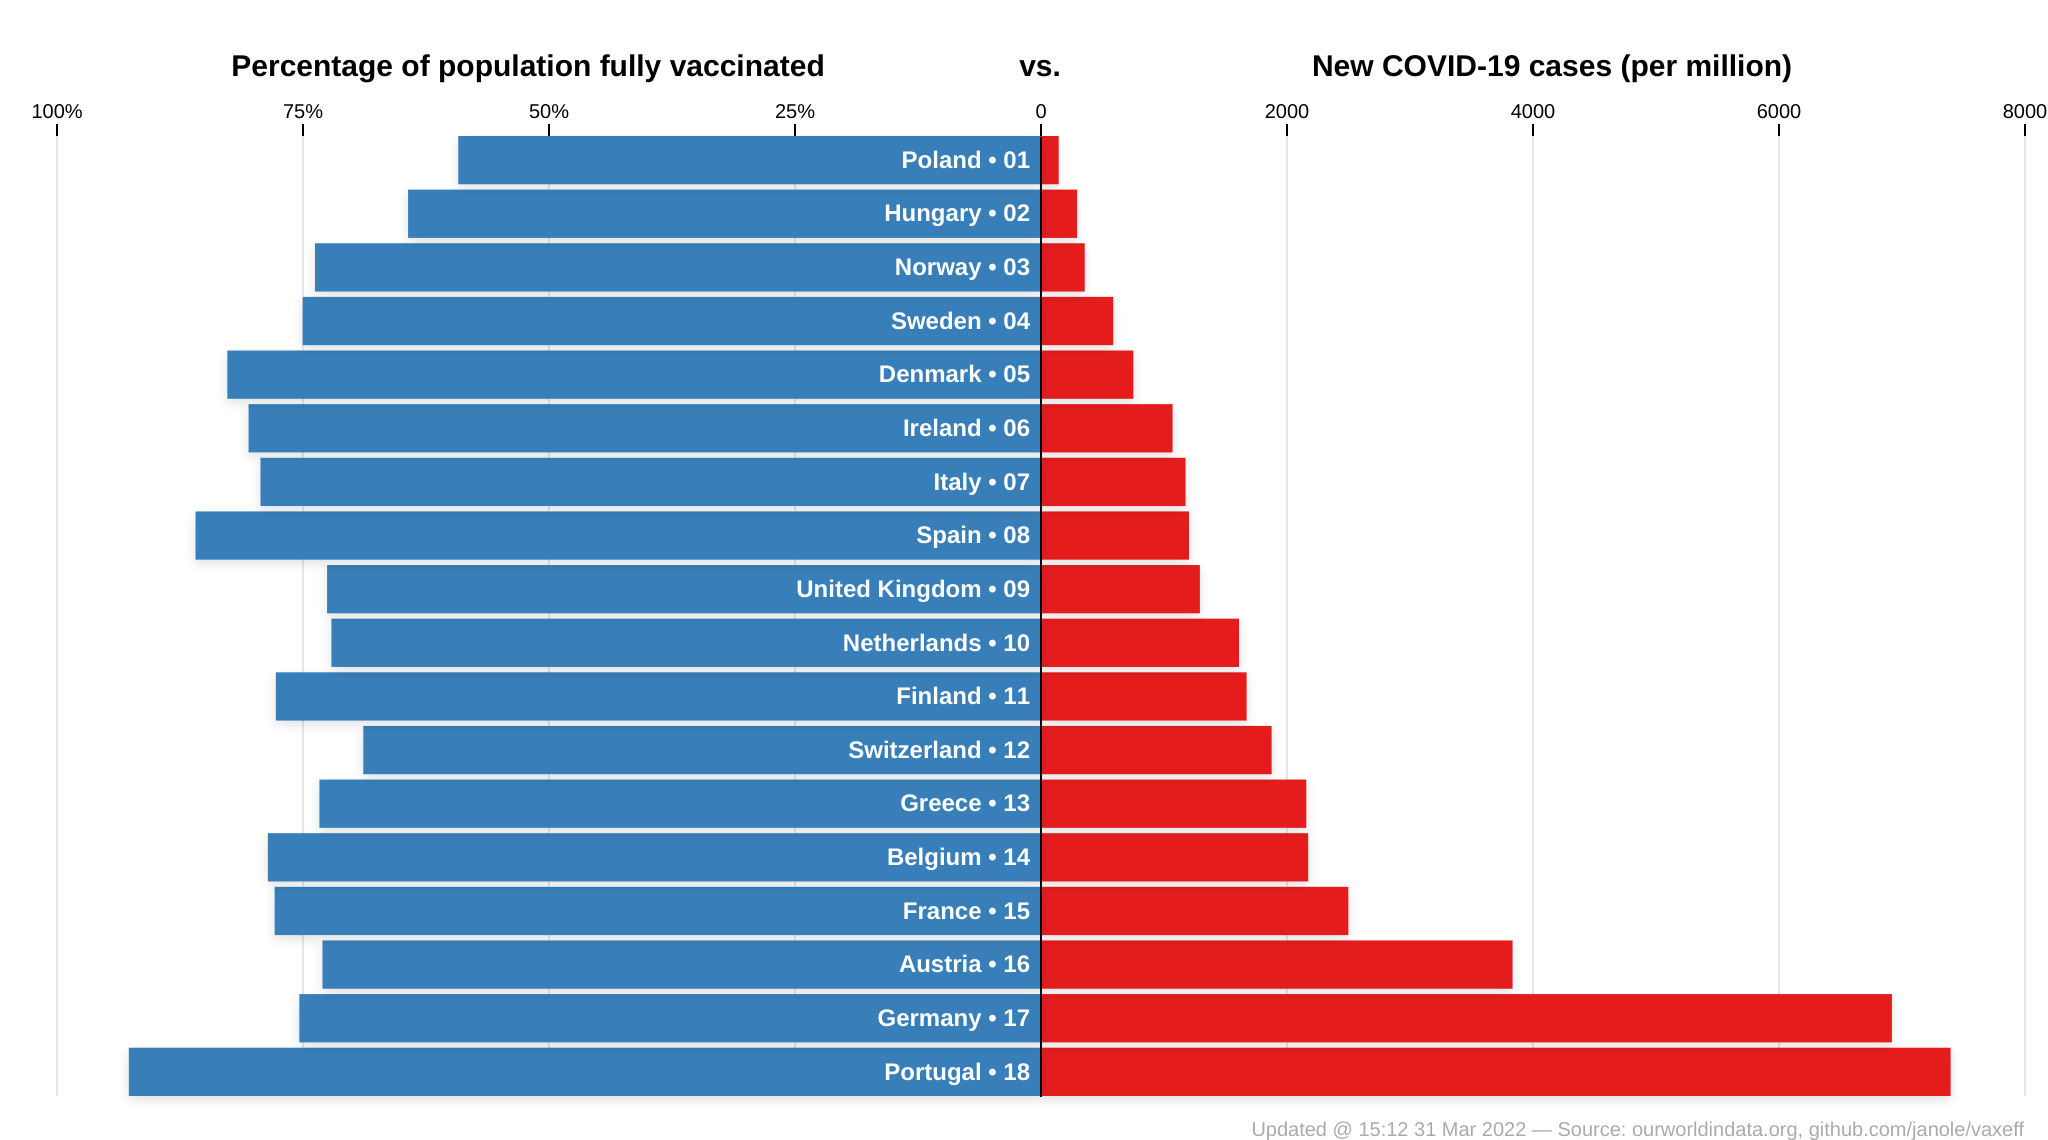 Percentage of population fully vaccinated vs. New COVID-19 cases (per million)
100% 75% 50% 25% 0 2000 4000 6000 8000
Poland • 01
Hungary • 02
Norway • 03
Sweden • 04
Denmark • 05
Ireland • 06
Italy • 07
Spain • 08
United Kingdom • 09
Netherlands • 10
Finland • 11
Switzerland • 12
Greece • 13
Belgium • 14
France • 15
Austria • 16
Germany • 17
Portugal • 18
Updated @ 15:12 31 Mar 2022 — Source: ourworldindata.org, github.com/janole/vaxeff